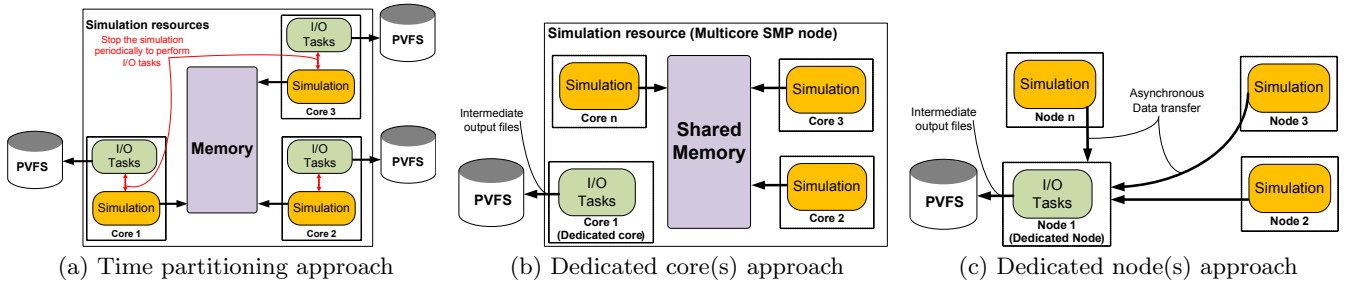 Simulation resources
Stop the simulation
periodically to perform
I/O tasks
I/O
Tasks
Simulation
Core 3
PVFS
Memory
PVFS
I/O
Tasks
Simulation
Core 1
I/O
Tasks
Simulation
Core 2
PVFS
(a) Time partitioning approach
Simulation resource (Multicore SMP node)
Simulation
Core n
Simulation
Core 3
Shared
Memory
Intermediate
output files
PVFS
I/O
Tasks
Core 1
(Dedicated core)
Simulation
Core 2
(b) Dedicated core(s) approach
Simulation
Node n
Asynchronous
Data transfer
Simulation
Node 3
Intermediate
output files
PVFS
I/O
Tasks
Node 1
(Dedicated Node)
Simulation
Node 2
(c) Dedicated node(s) approach